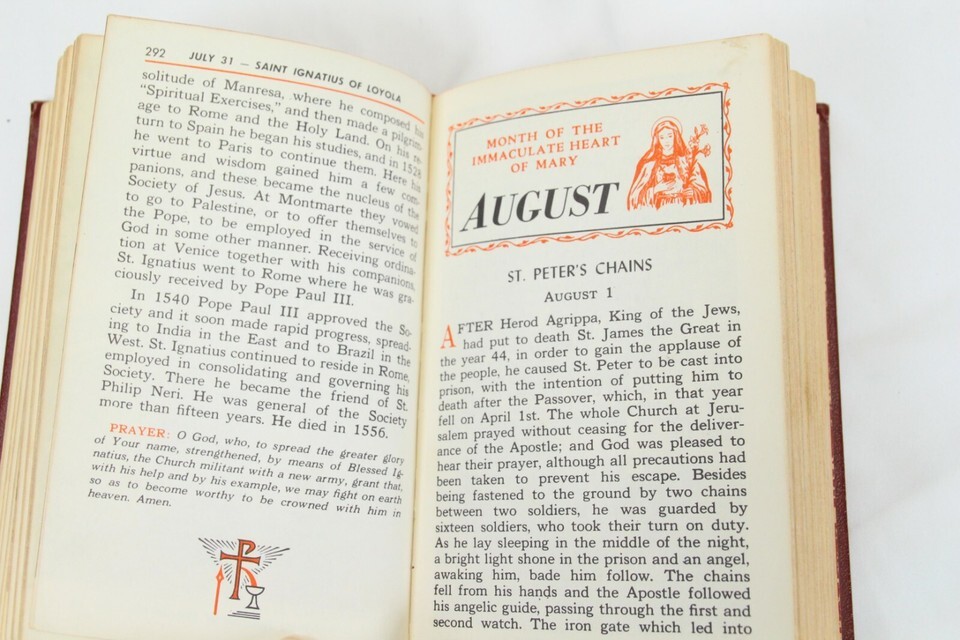 292 JULY 31 — SAINT IGNATIUS OF LOYOLA
solitude of Manresa, where he composed his
"Spiritual Exercises," and then made a pilgrim-
age to Rome and the Holy Land. On his re-
turn to Spain he began his studies, and in 1528
he went to Paris to continue them. Here his
virtue and wisdom gained him a few com-
panions, and these became the nucleus of the
Society of Jesus. At Montmarte they vowed
to go to Palestine, or to offer themselves to
the Pope, to be employed in the service of
God in some other manner. Receiving ordina-
tion at Venice together with his companions,
St. Ignatius went to Rome where he was gra-
ciously received by Pope Paul III.
In 1540 Pope Paul III approved the So-
ciety and it soon made rapid progress, spread-
ing to India in the East and to Brazil in the
West. St. Ignatius continued to reside in Rome,
employed in consolidating and governing his
Society. There he became the friend of St.
Philip Neri. He was general of the Society
more than fifteen years. He died in 1556.
PRAYER: O God, who, to spread the greater glory
of Your name, strengthened, by means of Blessed Ig-
natius, the Church militant with a new army, grant that,
with his help and by his example, we may fight on earth
so as to become worthy to be crowned with him in
heaven. Amen.
MONTH OF THE
IMMACULATE HEART
OF MARY
AUGUST
ST. PETER'S CHAINS
AUGUST 1
AFTER Herod Agrippa, King of the Jews,
had put to death St. James the Great in
the year 44, in order to gain the applause of
the people, he caused St. Peter to be cast into
prison, with the intention of putting him to
death after the Passover, which, in that year
fell on April 1st. The whole Church at Jeru-
salem prayed without ceasing for the deliver-
ance of the Apostle; and God was pleased to
hear their prayer, although all precautions had
been taken to prevent his escape. Besides
being fastened to the ground by two chains
between two soldiers, he was guarded by
sixteen soldiers, who took their turn on duty.
As he lay sleeping in the middle of the night,
a bright light shone in the prison and an angel,
awaking him, bade him follow. The chains
fell from his hands and the Apostle followed
his angelic guide, passing through the first and
second watch. The iron gate which led into